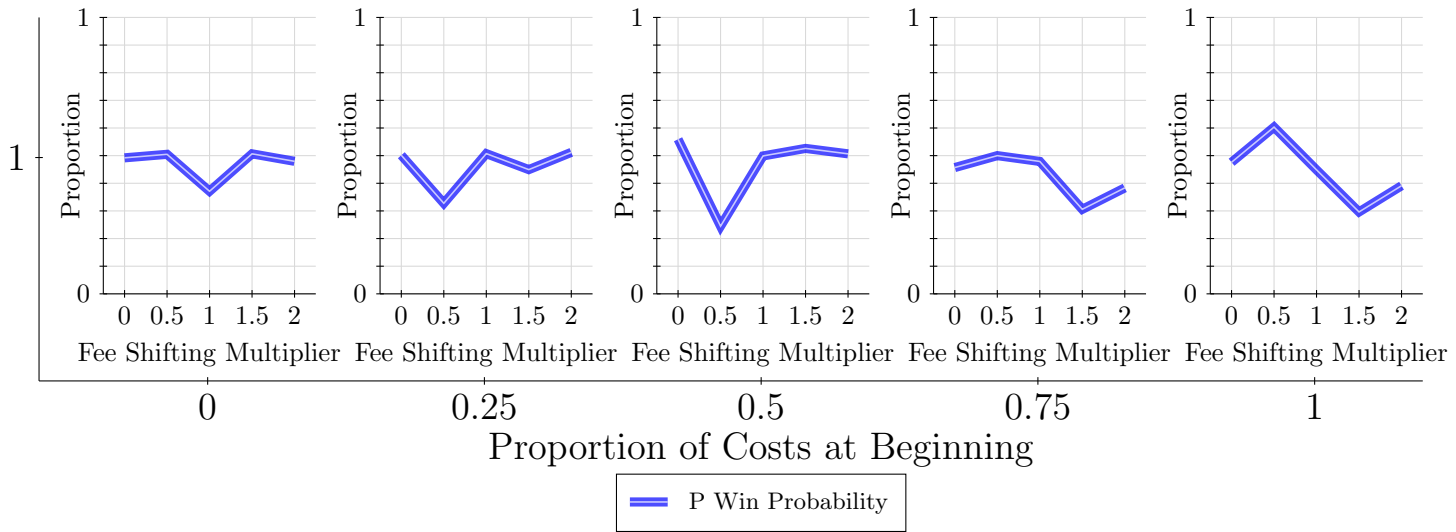 1
0
Proportion
0 0.5 1 1.5 2
Fee Shifting Multiplier
1
0
Proportion
0 0.5 1 1.5 2
Fee Shifting Multiplier
1
0
Proportion
0 0.5 1 1.5 2
Fee Shifting Multiplier
1
0
Proportion
0 0.5 1 1.5 2
Fee Shifting Multiplier
1
0
Proportion
0 0.5 1 1.5 2
Fee Shifting Multiplier
1
0 0.25 0.5 0.75 1
Proportion of Costs at Beginning
P Win Probability